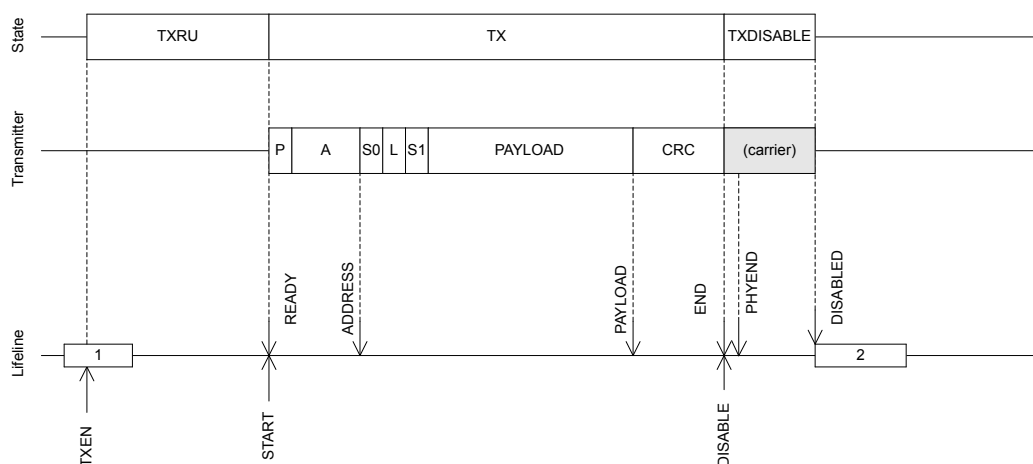 State
TXRU
TX
TXDISABLE
Transmitter
P
A
S0
L
S1
PAYLOAD
CRC
(carrier)
READY
ADDRESS
PAYLOAD
END
PHYEND
DISABLED
Lifeline
1
2
TXEN
START
DISABLE